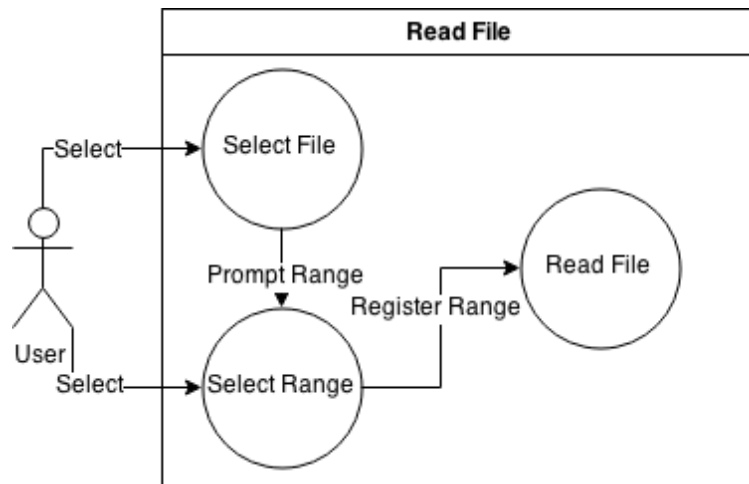 Read File
Select
Select File
Prompt Range
Read File
Register Range
User
Select
Select Range